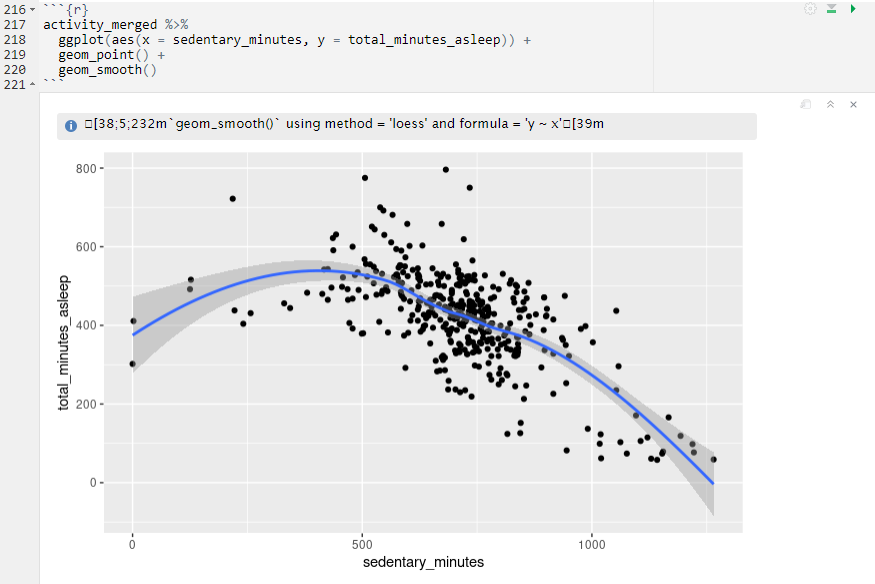 216 ```{r}
217 activity_merged %>%
218 ggplot(aes(x = sedentary_minutes, y = total_minutes_asleep)) +
219 geom_point() +
220 geom_smooth()
221 ```
□[38;5;232m`geom_smooth()` using method = 'loess' and formula = 'y ~ x'□[39m
800
600
400
200
0
total_minutes_asleep
0 500 1000
sedentary_minutes